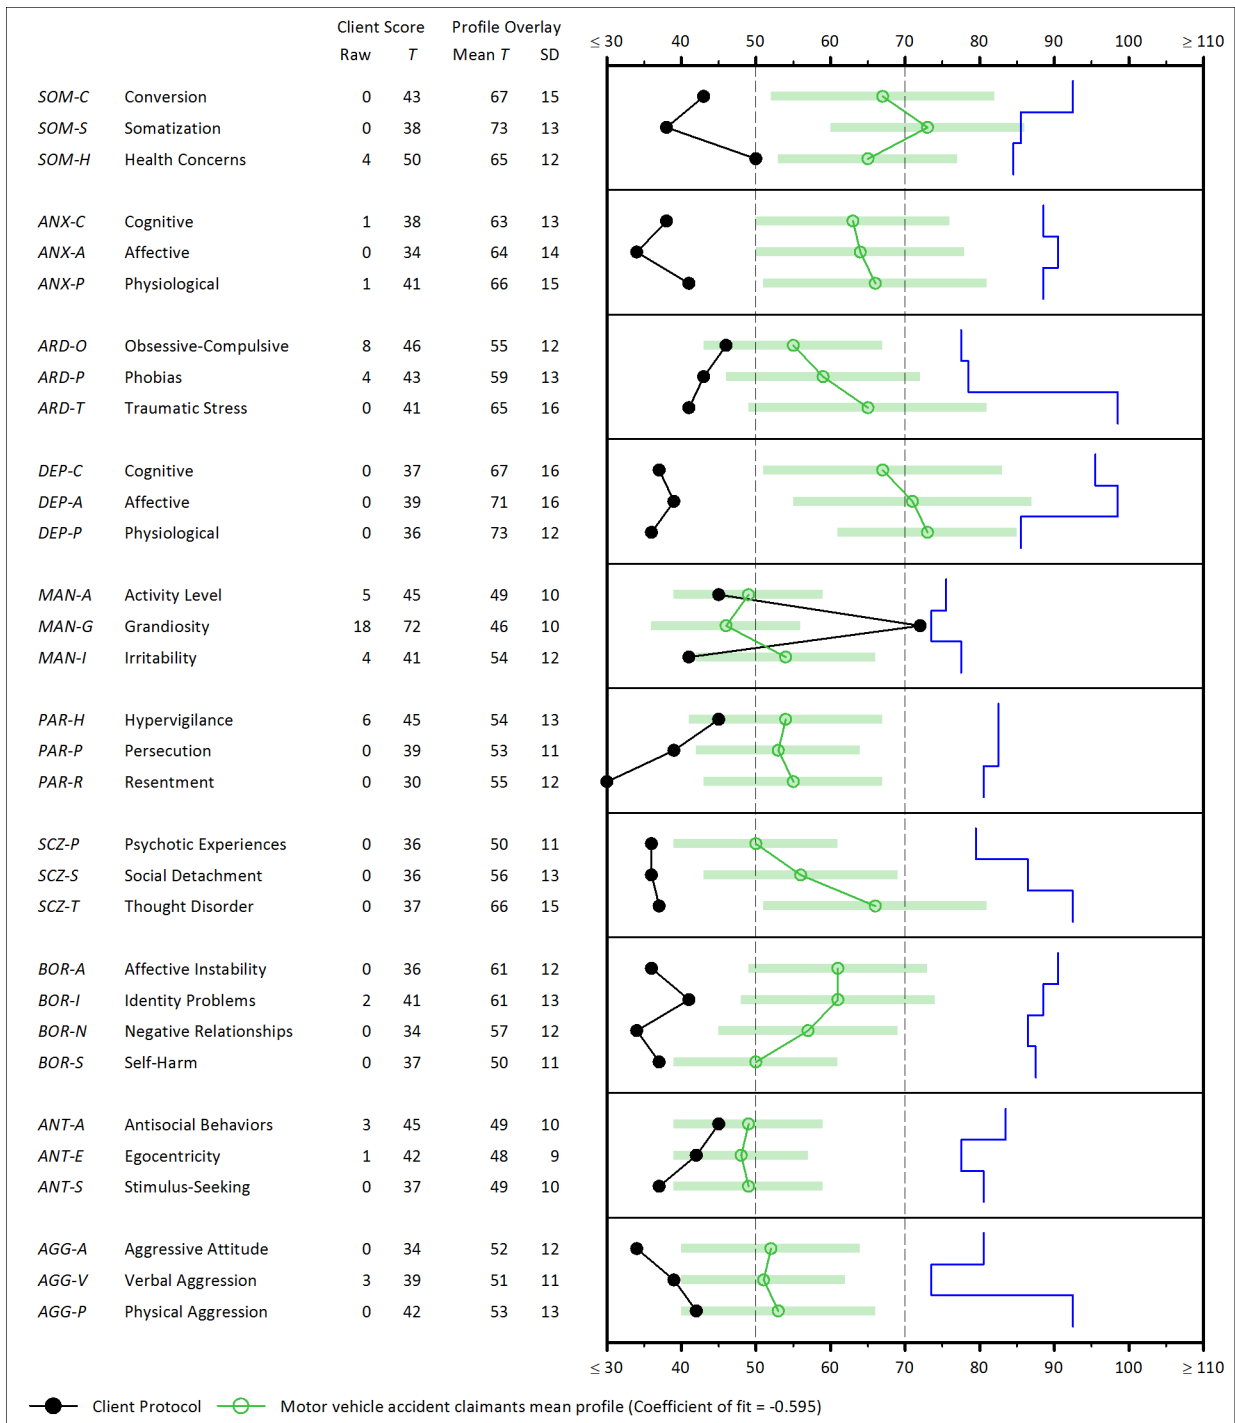 Client Score Profile Overlay
Raw T Mean T SD
≤ 30 40 50 60 70 80 90 100 ≥ 110
SOM-C Conversion 0 43 67 15
SOM-S Somatization 0 38 73 13
SOM-H Health Concerns 4 50 65 12
ANX-C Cognitive 1 38 63 13
ANX-A Affective 0 34 64 14
ANX-P Physiological 1 41 66 15
ARD-O Obsessive-Compulsive 8 46 55 12
ARD-P Phobias 4 43 59 13
ARD-T Traumatic Stress 0 41 65 16
DEP-C Cognitive 0 37 67 16
DEP-A Affective 0 39 71 16
DEP-P Physiological 0 36 73 12
MAN-A Activity Level 5 45 49 10
MAN-G Grandiosity 18 72 46 10
MAN-I Irritability 4 41 54 12
PAR-H Hypervigilance 6 45 54 13
PAR-P Persecution 0 39 53 11
PAR-R Resentment 0 30 55 12
SCZ-P Psychotic Experiences 0 36 50 11
SCZ-S Social Detachment 0 36 56 13
SCZ-T Thought Disorder 0 37 66 15
BOR-A Affective Instability 0 36 61 12
BOR-I Identity Problems 2 41 61 13
BOR-N Negative Relationships 0 34 57 12
BOR-S Self-Harm 0 37 50 11
ANT-A Antisocial Behaviors 3 45 49 10
ANT-E Egocentricity 1 42 48 9
ANT-S Stimulus-Seeking 0 37 49 10
AGG-A Aggressive Attitude 0 34 52 12
AGG-V Verbal Aggression 3 39 51 11
AGG-P Physical Aggression 0 42 53 13
≤ 30 40 50 60 70 80 90 100 ≥ 110
Client Protocol Motor vehicle accident claimants mean profile (Coefficient of fit = -0.595)